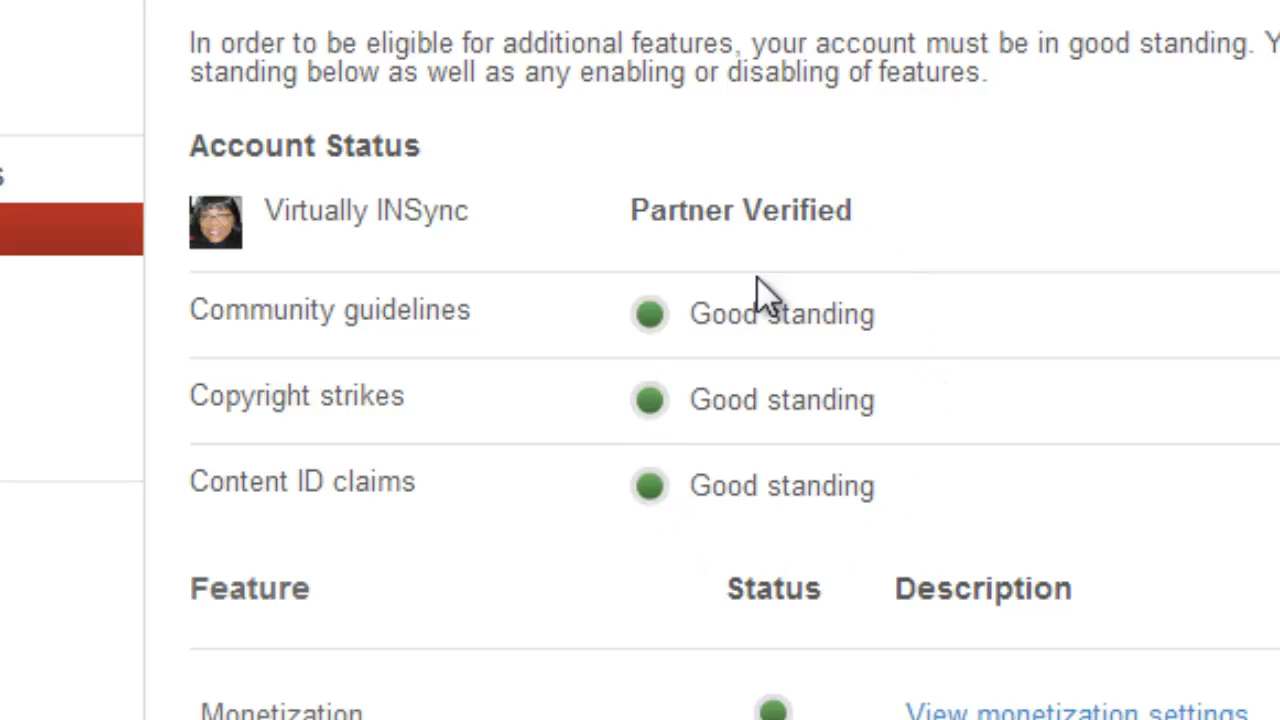 In order to be eligible for additional features, your account must be in good standing.
standing below as well as any enabling or disabling of features.
Account Status
Virtually INSync Partner Verified
Community guidelines Good standing
Copyright strikes Good standing
Content ID claims Good standing
Feature Status Description
Monetization View monetization settings